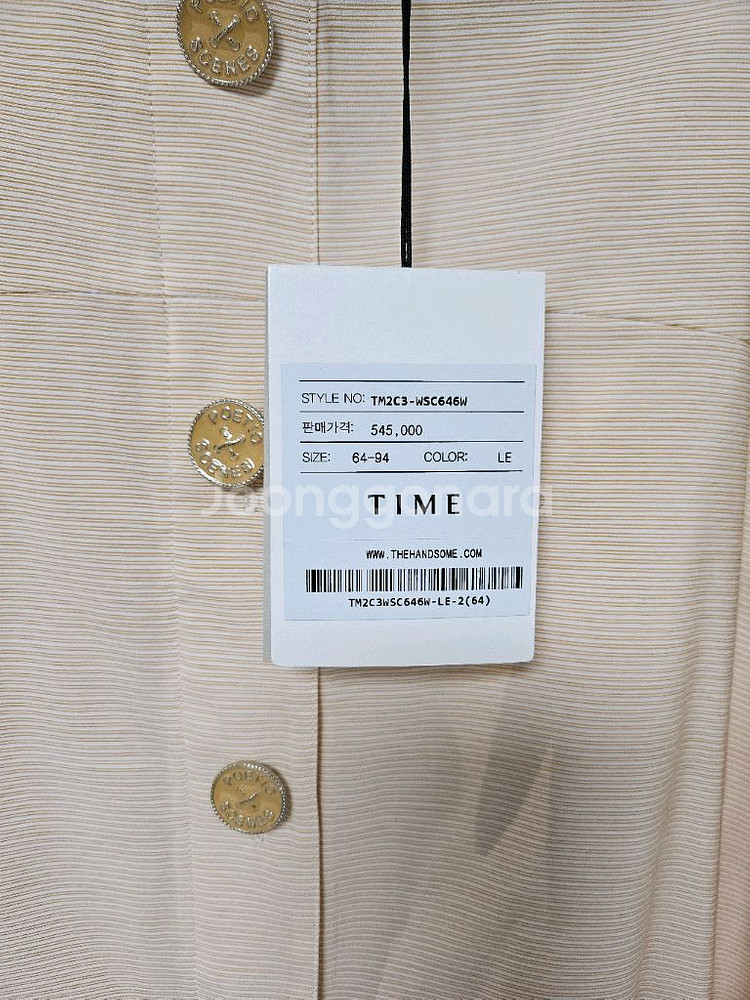 POETIC
SCENES
STYLE NO: TM2C3-WSC646W
판매가격: 545,000
SIZE: 64-94 COLOR: LE
POETIC
SCENES
Joonggonara
TIME
WWW.THEHANDSOME.COM
TM2C3WSC646W-LE-2(64)
POETIC
SCENES